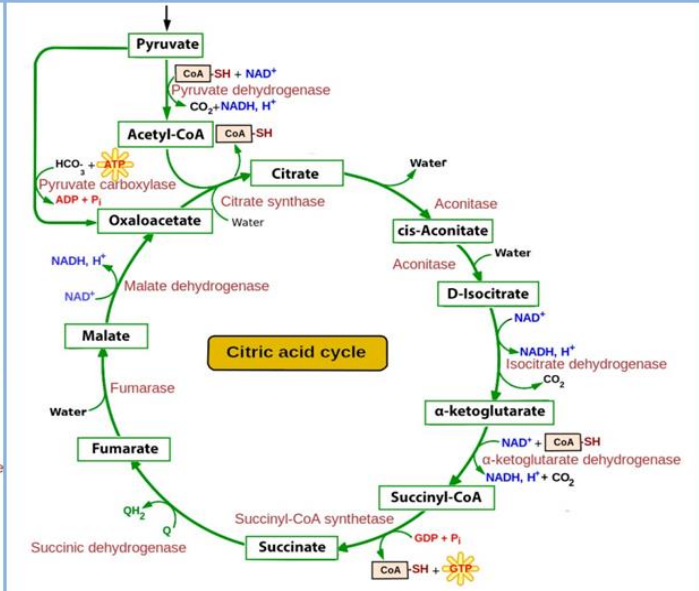 Pyruvate
CoA-SH + NAD⁺
Pyruvate dehydrogenase
CO₂+NADH, H⁺
Acetyl-CoA
CoA-SH
HCO₃⁻ + ATP
Pyruvate carboxylase
ADP + Pᵢ
Oxaloacetate
Citrate synthase
Water
Citrate
Water
Aconitase
cis-Aconitate
Aconitase
Water
D-Isocitrate
NAD⁺
NADH, H⁺
Isocitrate dehydrogenase
CO₂
α-ketoglutarate
NAD⁺ + CoA-SH
α-ketoglutarate dehydrogenase
NADH, H⁺+ CO₂
Succinyl-CoA
Succinyl-CoA synthetase
GDP + Pᵢ
CoA-SH + GTP
Succinate
QH₂
Q
Succinic dehydrogenase
Fumarate
Water
Fumarase
Malate
NADH, H⁺
NAD⁺
Malate dehydrogenase
Citric acid cycle